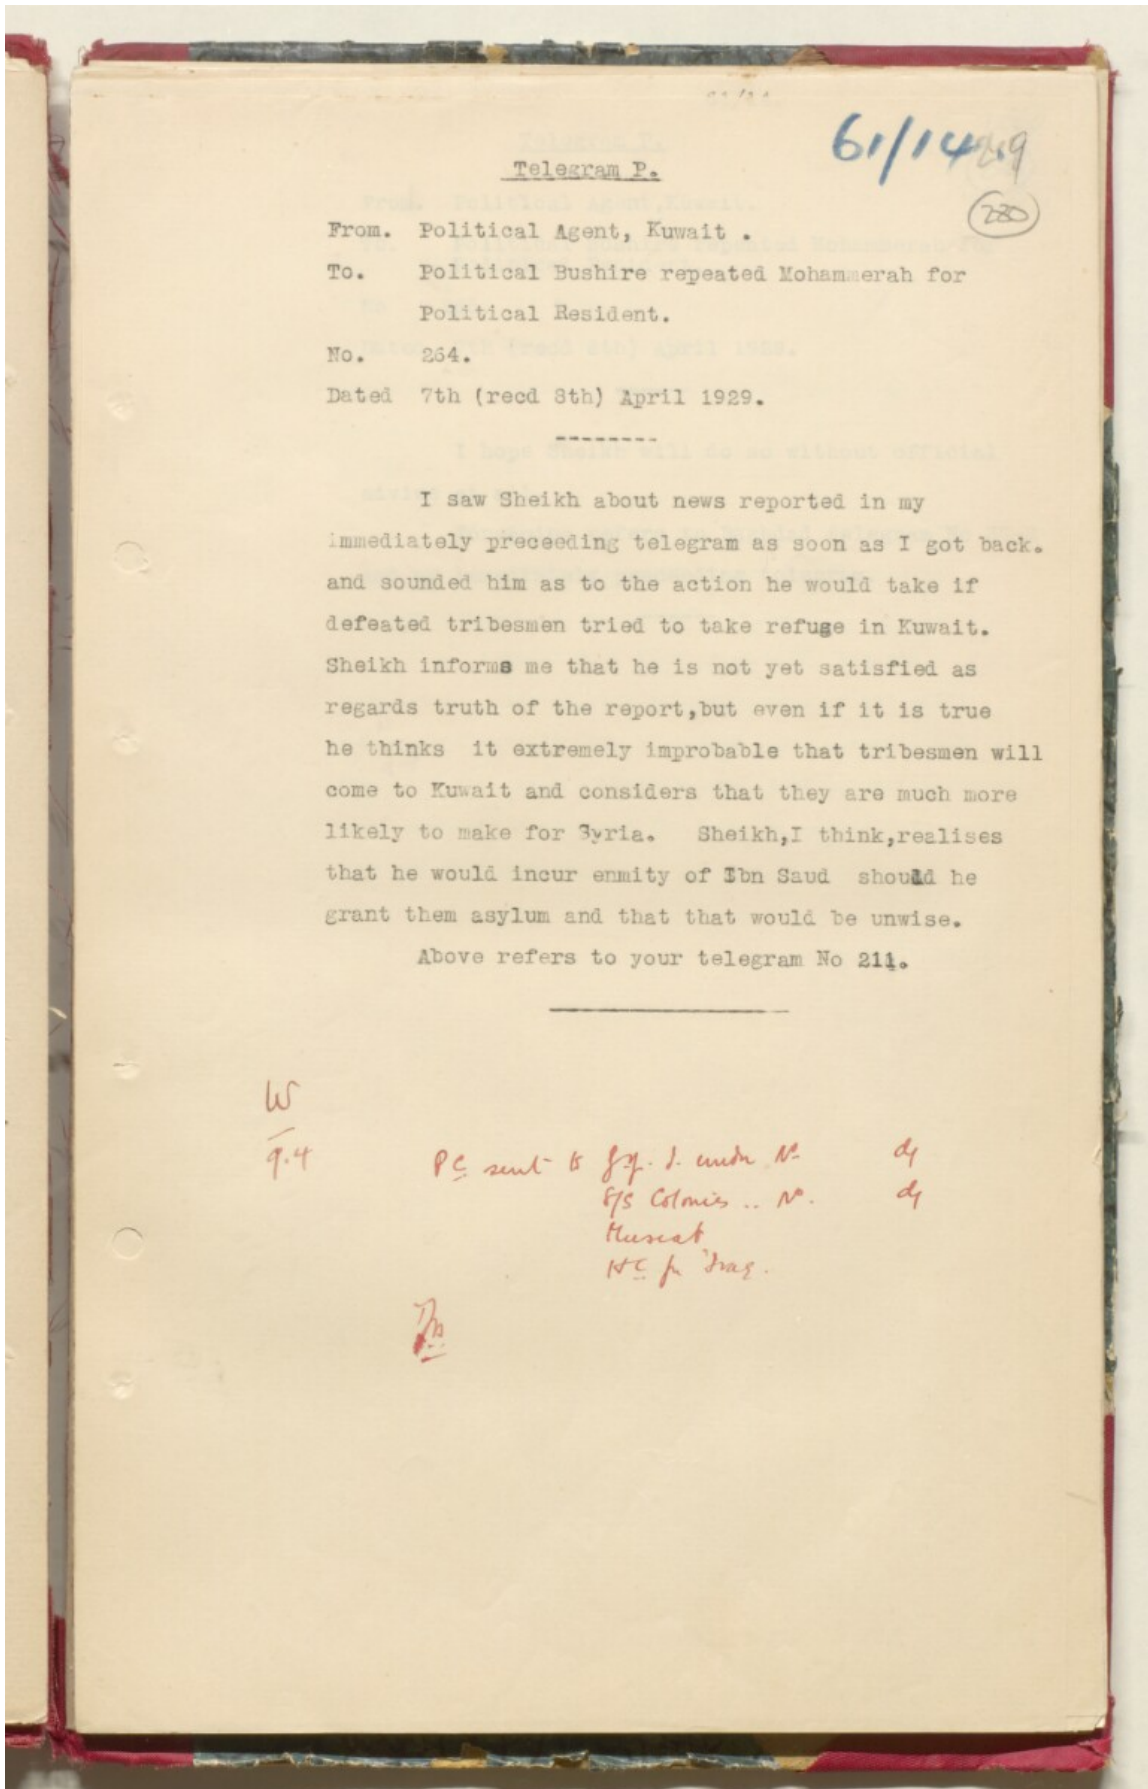 61/14
219
280
Telegram P.
From. Political Agent, Kuwait .
To. Political Bushire repeated Mohammerah for
Political Resident.
No. 264.
Dated 7th (recd 8th) April 1929.
--------
I saw Sheikh about news reported in my
immediately preceeding telegram as soon as I got back.
and sounded him as to the action he would take if
defeated tribesmen tried to take refuge in Kuwait.
Sheikh informs me that he is not yet satisfied as
regards truth of the report,but even if it is true
he thinks it extremely improbable that tribesmen will
come to Kuwait and considers that they are much more
likely to make for Syria. Sheikh,I think,realises
that he would incur enmity of Ibn Saud should he
grant them asylum and that that would be unwise.
Above refers to your telegram No 211.
W
9.4
PC sent to under No
S/S Colonies .. No.
Muscat
HC for 'Iraq.